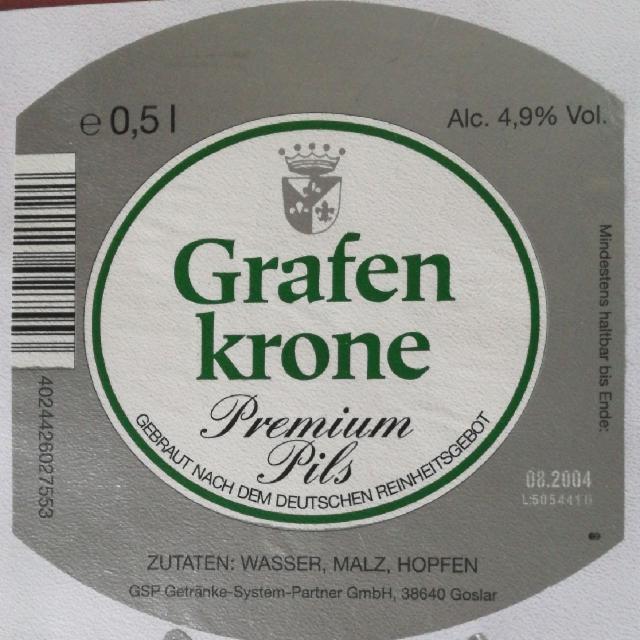 e 0,5 l
Alc. 4,9% Vol.
Grafen
krone
Premium
Pils
GEBRAUT NACH DEM DEUTSCHEN REINHEITSGEBOT
4024426027553
Mindestens haltbar bis Ende:
08.2004
ZUTATEN: WASSER, MALZ, HOPFEN
GSP Getränke-System-Partner GmbH, 38640 Goslar